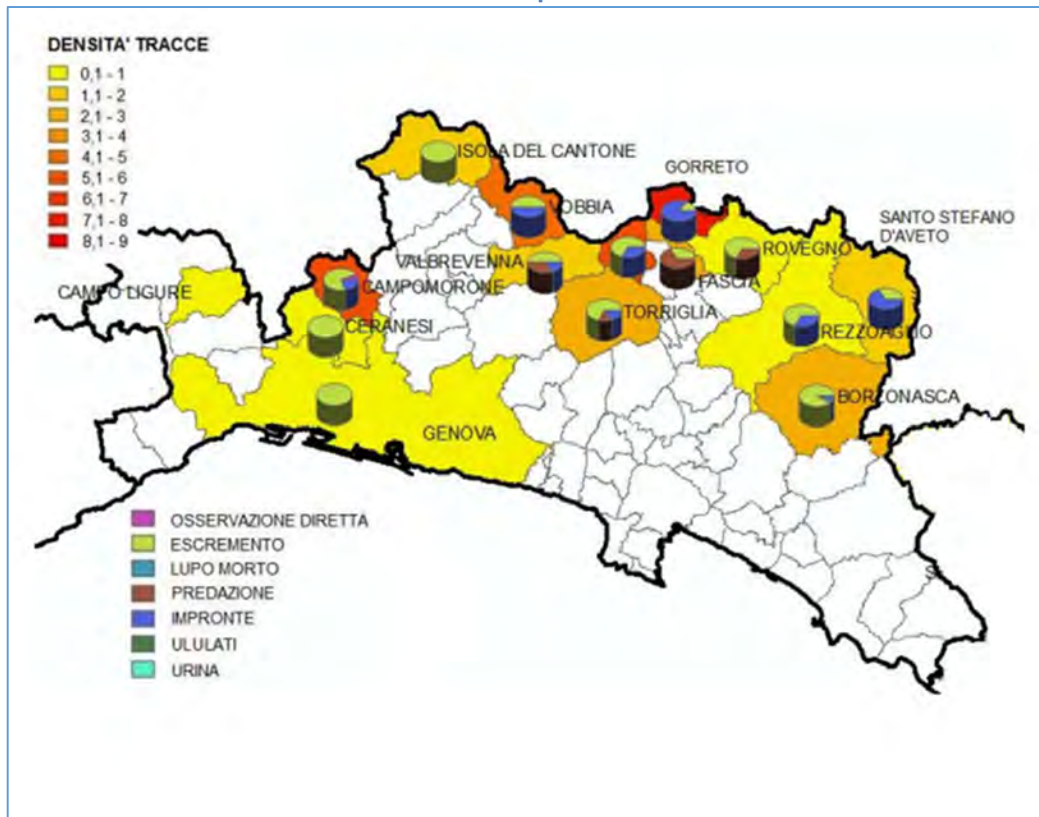 DENSITA' TRACCE
0,1 - 1
1,1 - 2
2,1 - 3
3,1 - 4
4,1 - 5
5,1 - 6
6,1 - 7
7,1 - 8
8,1 - 9
ISOLA DEL CANTONE
GORRETO
VOBBIA
SANTO STEFANO
D'AVETO
ROVEGNO
VALBREVENNA
FASCIA
CAMPO LIGURE
CAMPOMORONE
TORRIGLIA
CERANESI
REZZOAGLIO
BORZONASCA
GENOVA
OSSERVAZIONE DIRETTA
ESCREMENTO
LUPO MORTO
PREDAZIONE
IMPRONTE
ULULATI
URINA